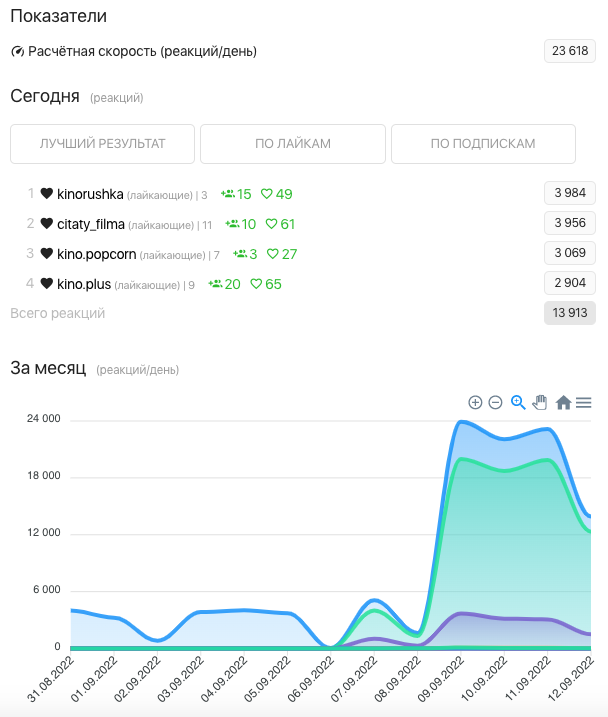 Показатели
Расчётная скорость (реакций/день) 23 618
Сегодня (реакций)
ЛУЧШИЙ РЕЗУЛЬТАТ ПО ЛАЙКАМ ПО ПОДПИСКАМ
1 kinorushka (лайкающие) | 3 15 49 3 984
2 citaty_filma (лайкающие) | 11 10 61 3 956
3 kino.popcorn (лайкающие) | 7 3 27 3 069
4 kino.plus (лайкающие) | 9 20 65 2 904
Всего реакций 13 913
За месяц (реакций/день)
24 000
18 000
12 000
6 000
0
31.08.2022 01.09.2022 02.09.2022 03.09.2022 04.09.2022 05.09.2022 06.09.2022 07.09.2022 08.09.2022 09.09.2022 10.09.2022 11.09.2022 12.09.2022